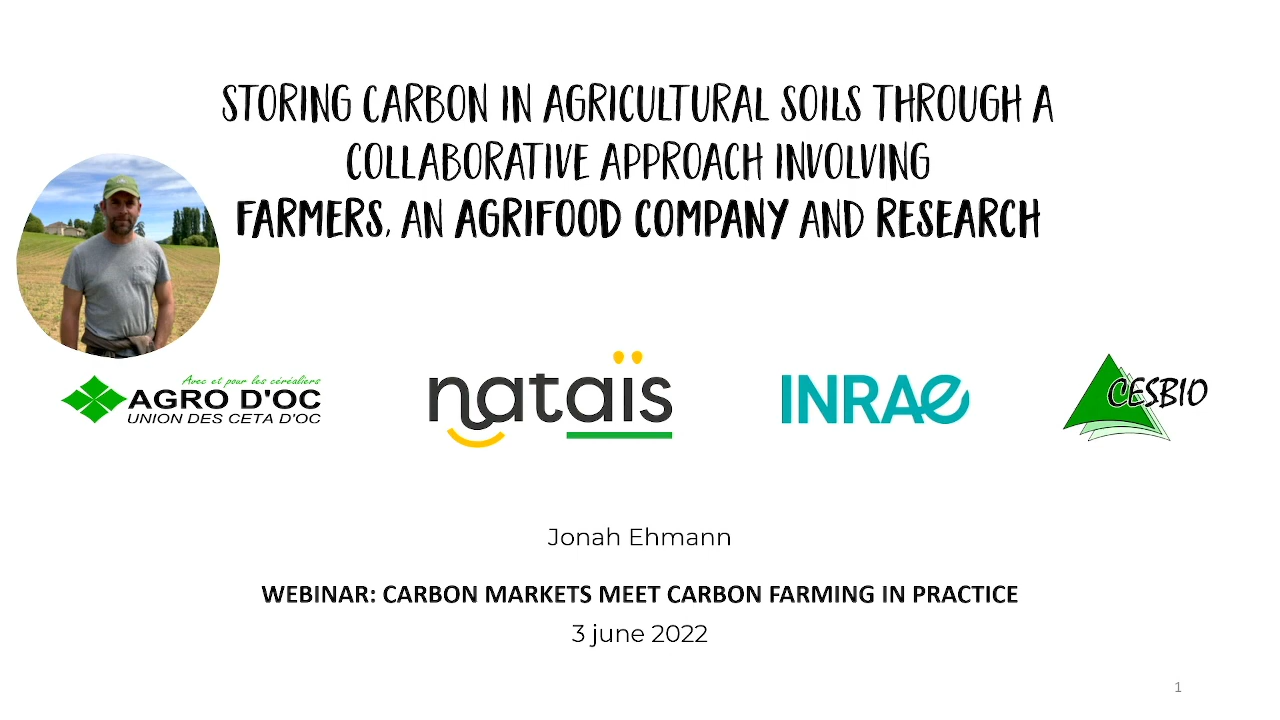 STORING CARBON IN AGRICULTURAL SOILS THROUGH A
COLLABORATIVE APPROACH INVOLVING
FARMERS, AN AGRIFOOD COMPANY AND RESEARCH
Avec et pour les céréaliers
AGRO D'OC
UNION DES CETA D'OC
nataïs
INRAE
CESBIO
Jonah Ehmann
WEBINAR: CARBON MARKETS MEET CARBON FARMING IN PRACTICE
3 june 2022
1